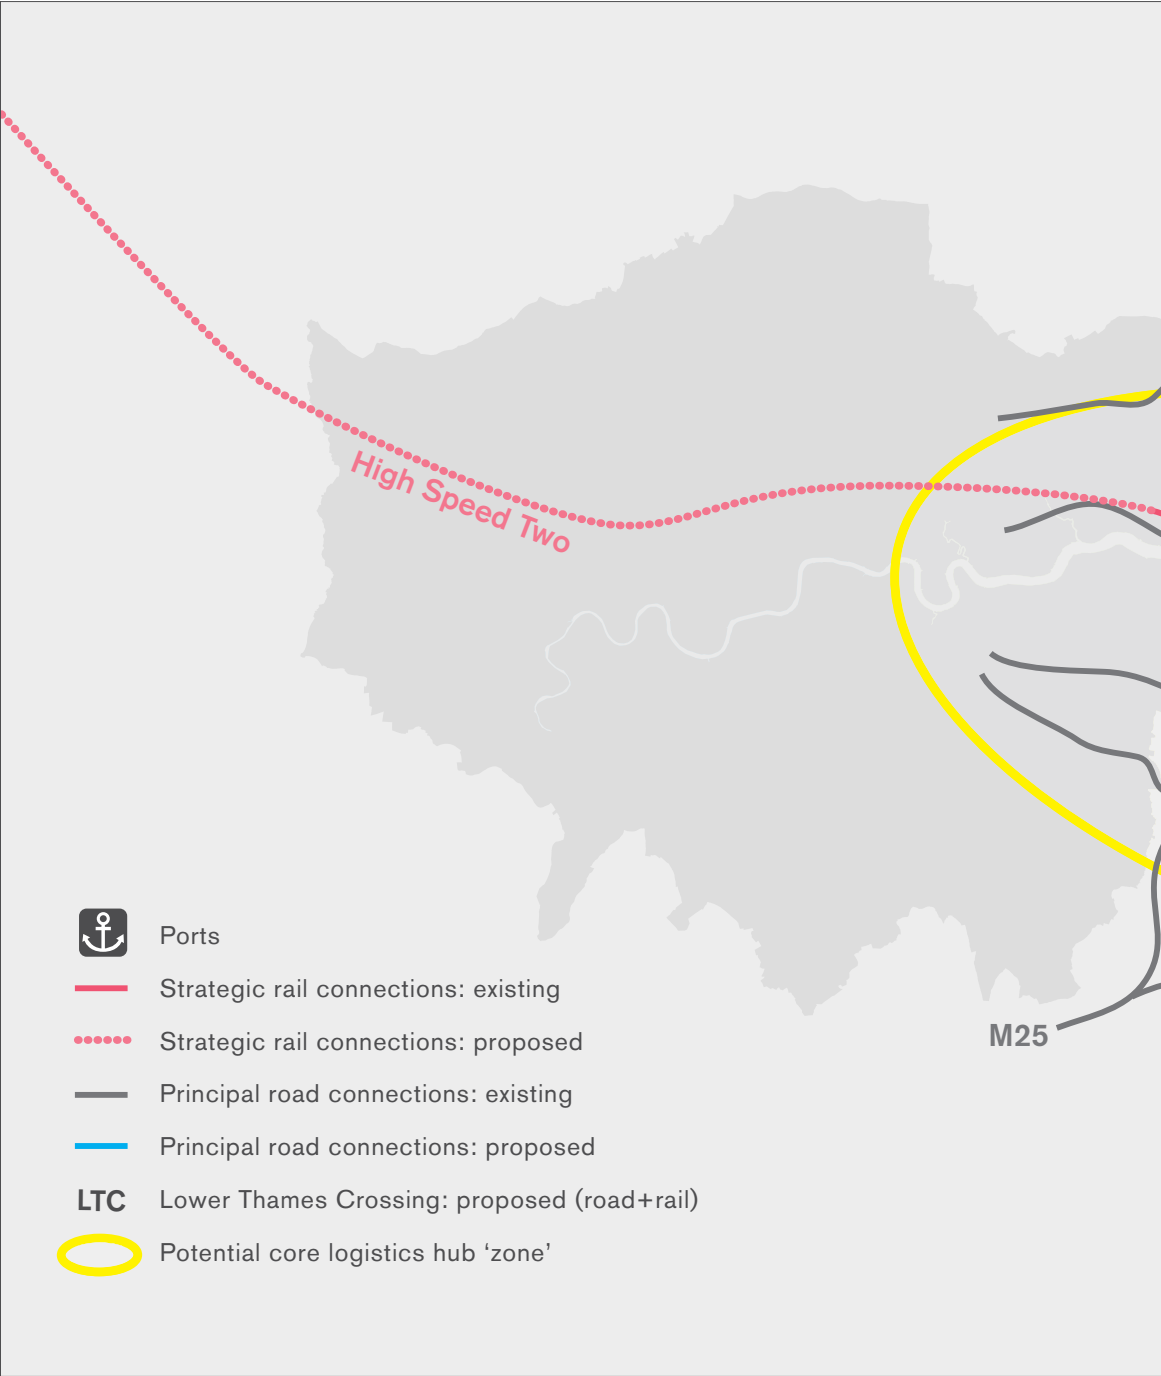 High Speed Two
Ports
Strategic rail connections: existing
Strategic rail connections: proposed
M25
Principal road connections: existing
Principal road connections: proposed
LTC Lower Thames Crossing: proposed (road+rail)
Potential core logistics hub ‘zone’